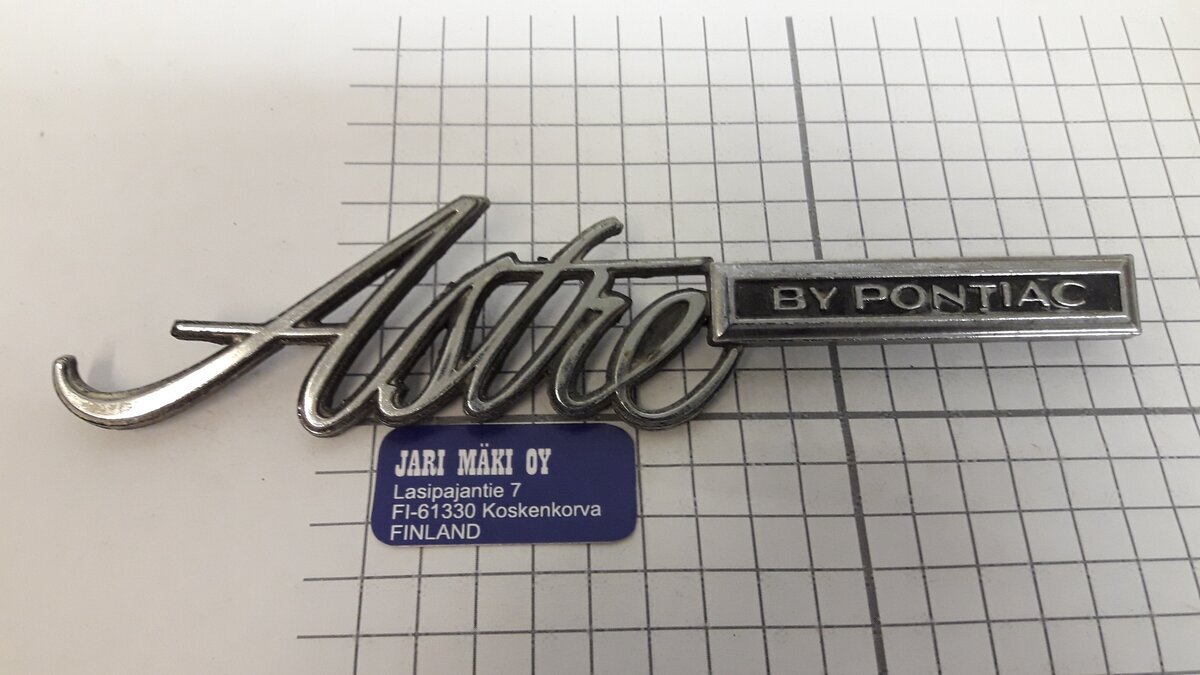 Astre
BY PONTIAC
JARI MÄKI OY
Lasipajantie 7
FI-61330 Koskenkorva
FINLAND